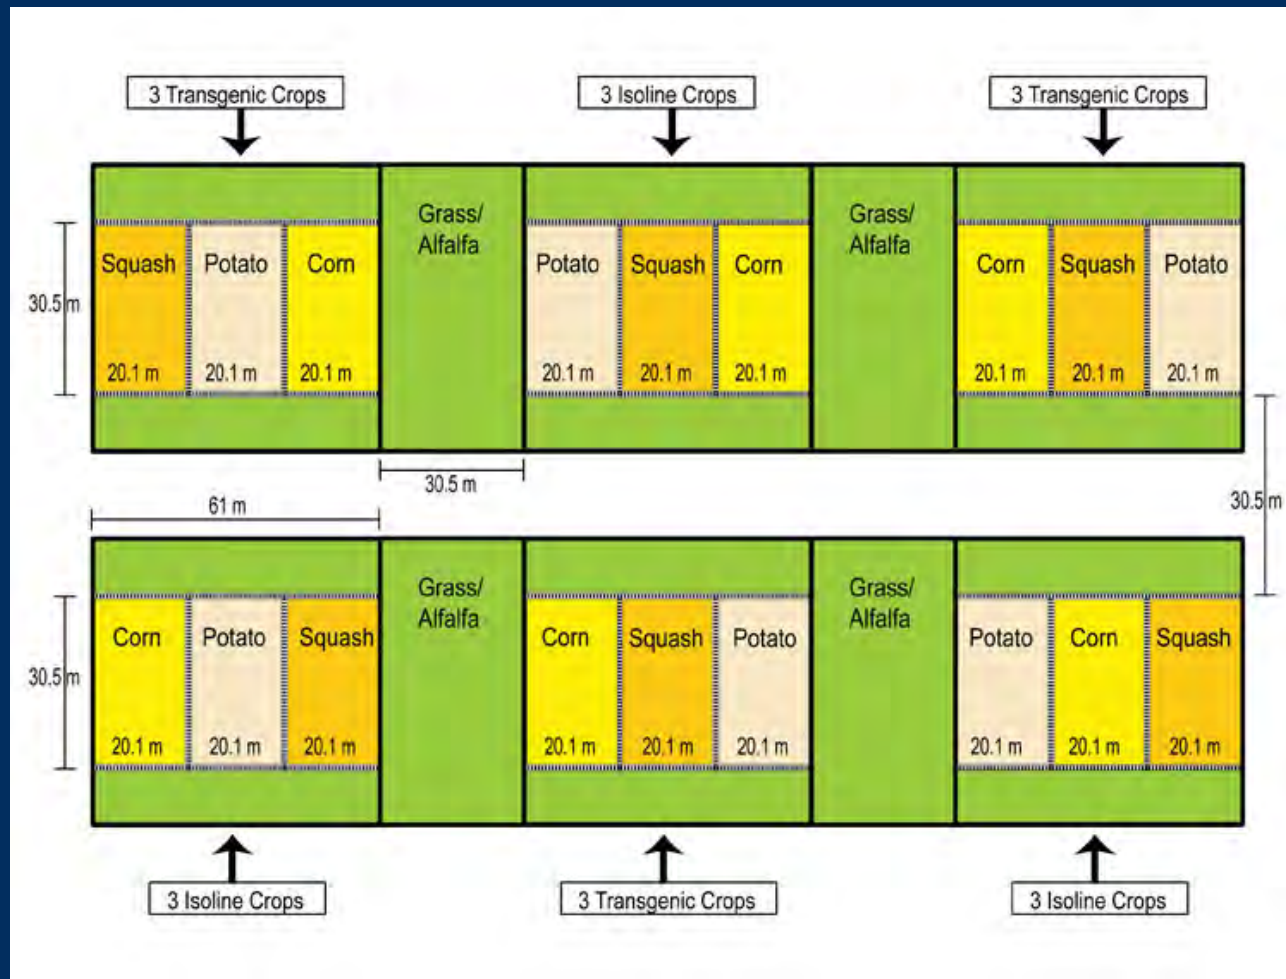 3 Transgenic Crops
3 Isoline Crops
3 Transgenic Crops
Grass/
Alfalfa
Grass/
Alfalfa
Squash
Potato
Corn
Potato
Squash
Corn
Corn
Squash
Potato
30.5 m
20.1 m
20.1 m
20.1 m
20.1 m
20.1 m
20.1 m
20.1 m
20.1 m
20.1 m
30.5 m
61 m
30.5 m
Grass/
Alfalfa
Grass/
Alfalfa
Corn
Potato
Squash
Corn
Squash
Potato
Potato
Corn
Squash
30.5 m
20.1 m
20.1 m
20.1 m
20.1 m
20.1 m
20.1 m
20.1 m
20.1 m
20.1 m
3 Isoline Crops
3 Transgenic Crops
3 Isoline Crops